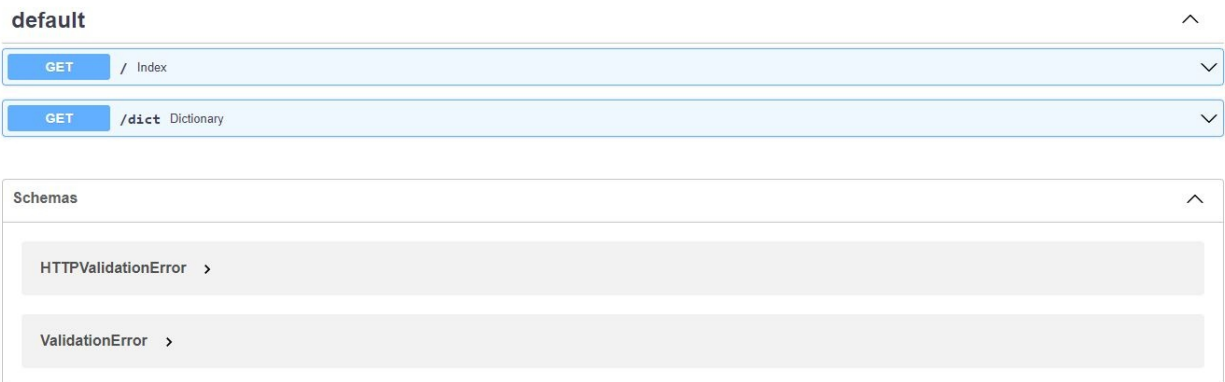 default
GET / Index
GET /dict Dictionary
Schemas
HTTPValidationError
ValidationError